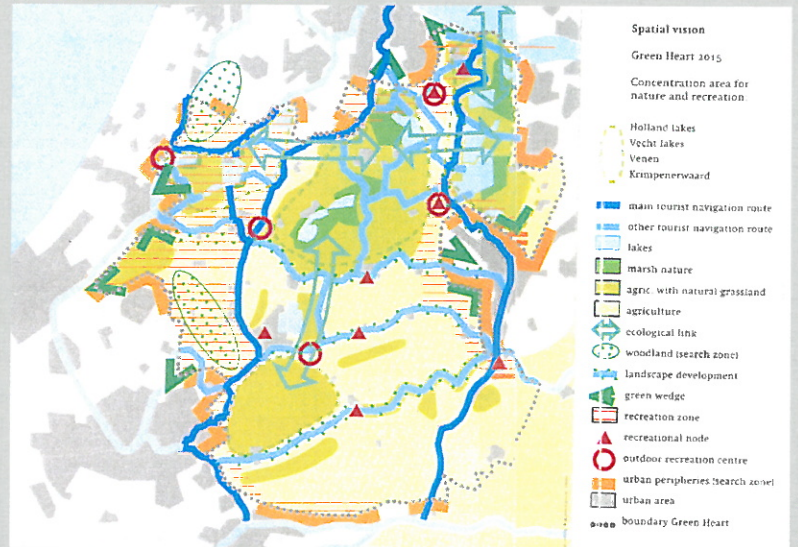 Spatial vision
Green Heart 2015
Concentration area for
nature and recreation
Holland lakes
Vecht lakes
Venen
Krimpenerwaard
main tourist navigation route
other tourist navigation route
lakes
marsh nature
agric. with natural grassland
agriculture
ecological link
woodland (search zone)
landscape development
green wedge
recreation zone
recreational node
outdoor recreation centre
urban peripheries (search zone)
urban area
boundary Green Heart